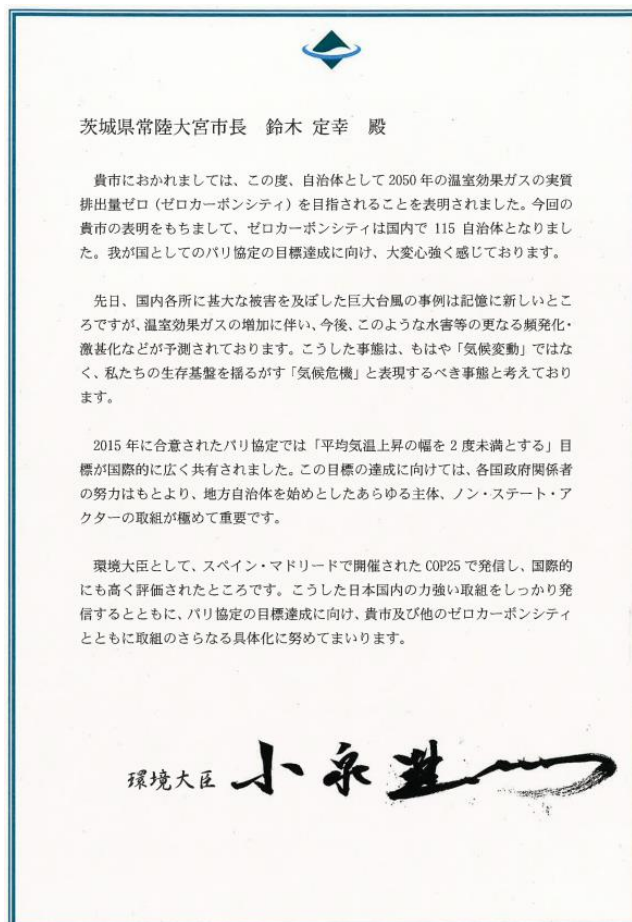 茨城県常陸大宮市長　鈴木 定幸　殿
貴市におかれましては、この度、自治体として 2050 年の温室効果ガスの実質
排出量ゼロ（ゼロカーボンシティ）を目指されることを表明されました。今回の
貴市の表明をもちまして、ゼロカーボンシティは国内で 115 自治体となりまし
た。我が国としてのパリ協定の目標達成に向け、大変心強く感じております。
先日、国内各所に甚大な被害を及ぼした巨大台風の事例は記憶に新しいとこ
ろですが、温室効果ガスの増加に伴い、今後、このような水害等の更なる頻発化・
激甚化などが予測されております。こうした事態は、もはや「気候変動」ではな
く、私たちの生存基盤を揺るがす「気候危機」と表現するべき事態と考えており
ます。
2015 年に合意されたパリ協定では「平均気温上昇の幅を 2 度未満とする」目
標が国際的に広く共有されました。この目標の達成に向けては、各国政府関係者
の努力はもとより、地方自治体を始めとしたあらゆる主体、ノン・ステート・ア
クターの取組が極めて重要です。
環境大臣として、スペイン・マドリードで開催された COP25 で発信し、国際的
にも高く評価されたところです。こうした日本国内の力強い取組をしっかり発
信するとともに、パリ協定の目標達成に向け、貴市及び他のゼロカーボンシティ
とともに取組のさらなる具体化に努めてまいります。
環境大臣 小泉進